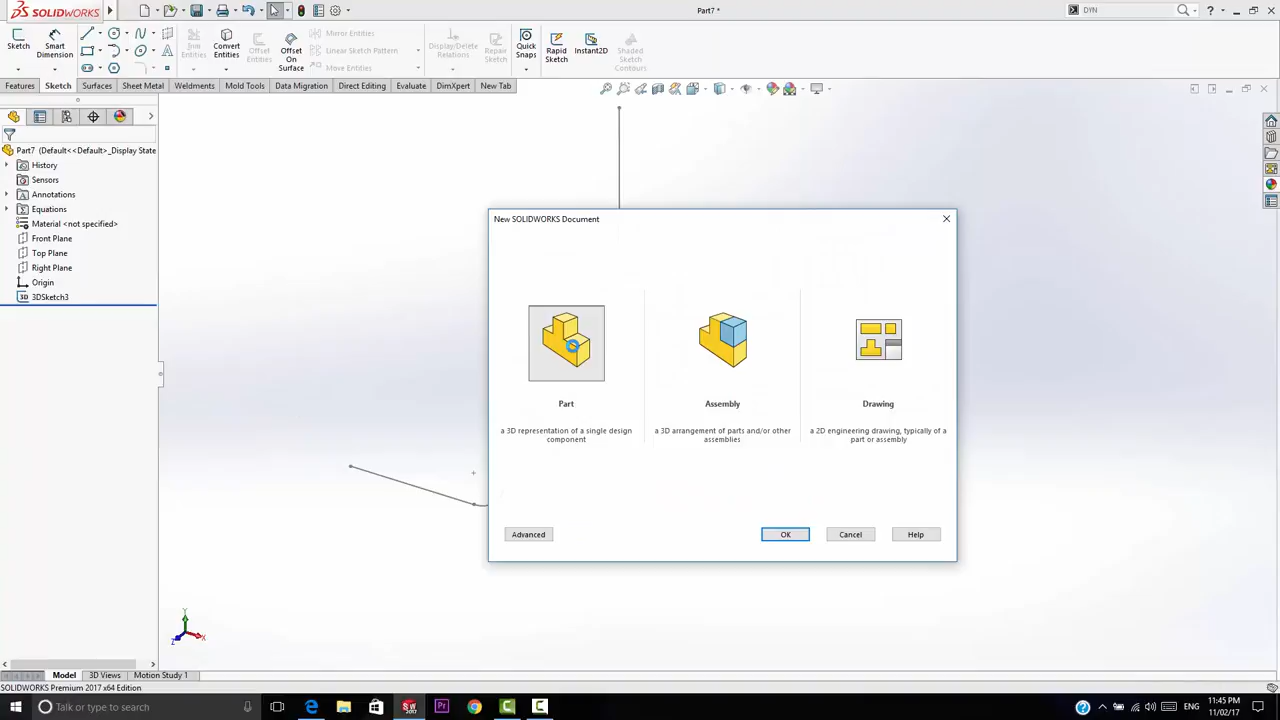 SOLIDWORKS
Part7 *
DYN
Sketch
Smart
Dimension
Trim
Entities
Convert
Entities
Offset
Entities
Offset
On
Surface
Mirror Entities
Linear Sketch Pattern
Move Entities
Display/Delete
Relations
Repair
Sketch
Quick
Snaps
Rapid
Sketch
Instant2D
Shaded
Sketch
Contours
Features
Sketch
Surfaces
Sheet Metal
Weldments
Mold Tools
Data Migration
Direct Editing
Evaluate
DimXpert
New Tab
Part7 (Default<<Default>_Display State
History
Sensors
Annotations
Equations
Material <not specified>
Front Plane
Top Plane
Right Plane
Origin
3D 3DSketch3
New SOLIDWORKS Document
Part
a 3D representation of a single design
component
Assembly
a 3D arrangement of parts and/or other
assemblies
Drawing
a 2D engineering drawing, typically of a
part or assembly
Advanced
OK
Cancel
Help
Y
X
Z
Model
3D Views
Motion Study 1
SOLIDWORKS Premium 2017 x64 Edition
Talk to Cortana
ENG
11:45 PM
11/02/17